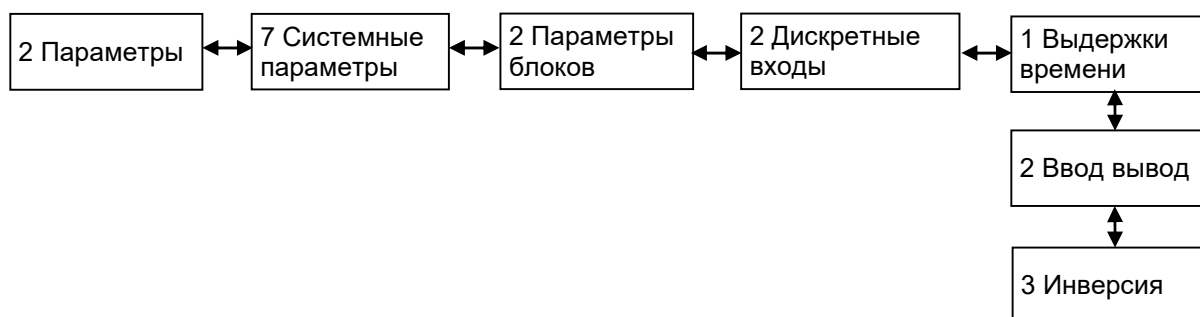 2 Параметры
7 Системные
параметры
2 Параметры
блоков
2 Дискретные
входы
1 Выдержки
времени
2 Ввод вывод
3 Инверсия